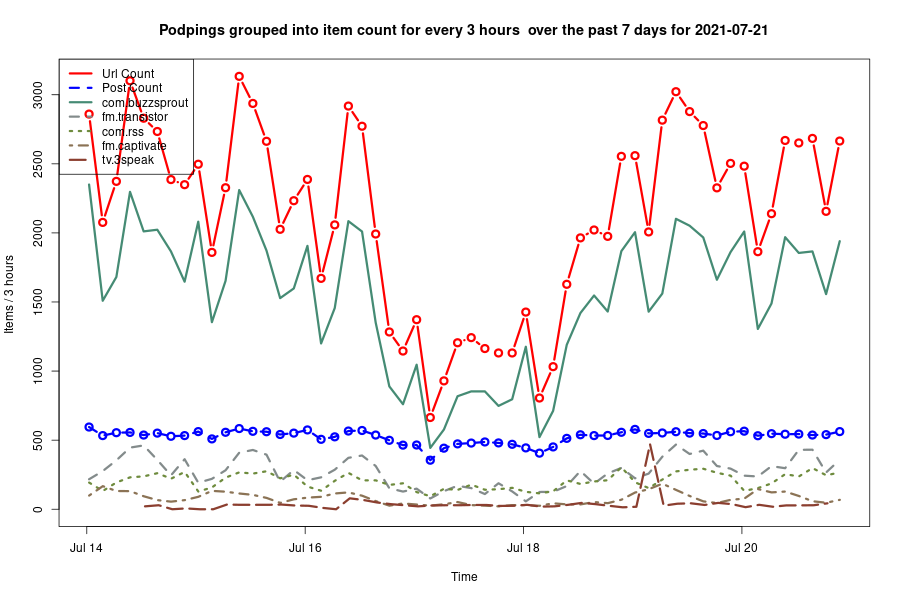 Podpings grouped into item count for every 3 hours  over the past 7 days for 2021-07-21
Url Count
Post Count
com.buzzsprout
fm.transistor
com.rss
fm.captivate
tv.3speak
Items / 3 hours
3000
2500
2000
1500
1000
500
0
Jul 14
Jul 16
Jul 18
Jul 20
Time